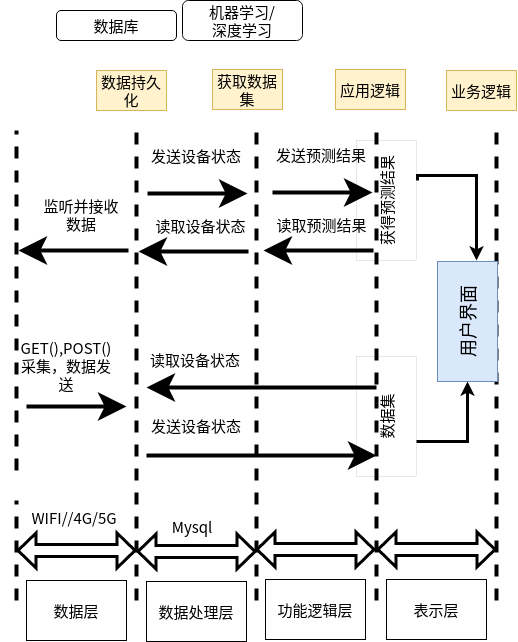 数据库
机器学习/
深度学习
数据持久
化
获取数据
集
应用逻辑
业务逻辑
发送设备状态
发送预测结果
监听并接收
数据
读取设备状态
读取预测结果
获得预测结果
用户界面
GET(),POST()
采集，数据发
送
读取设备状态
发送设备状态
数据集
WIFI//4G/5G
Mysql
数据层
数据处理层
功能逻辑层
表示层